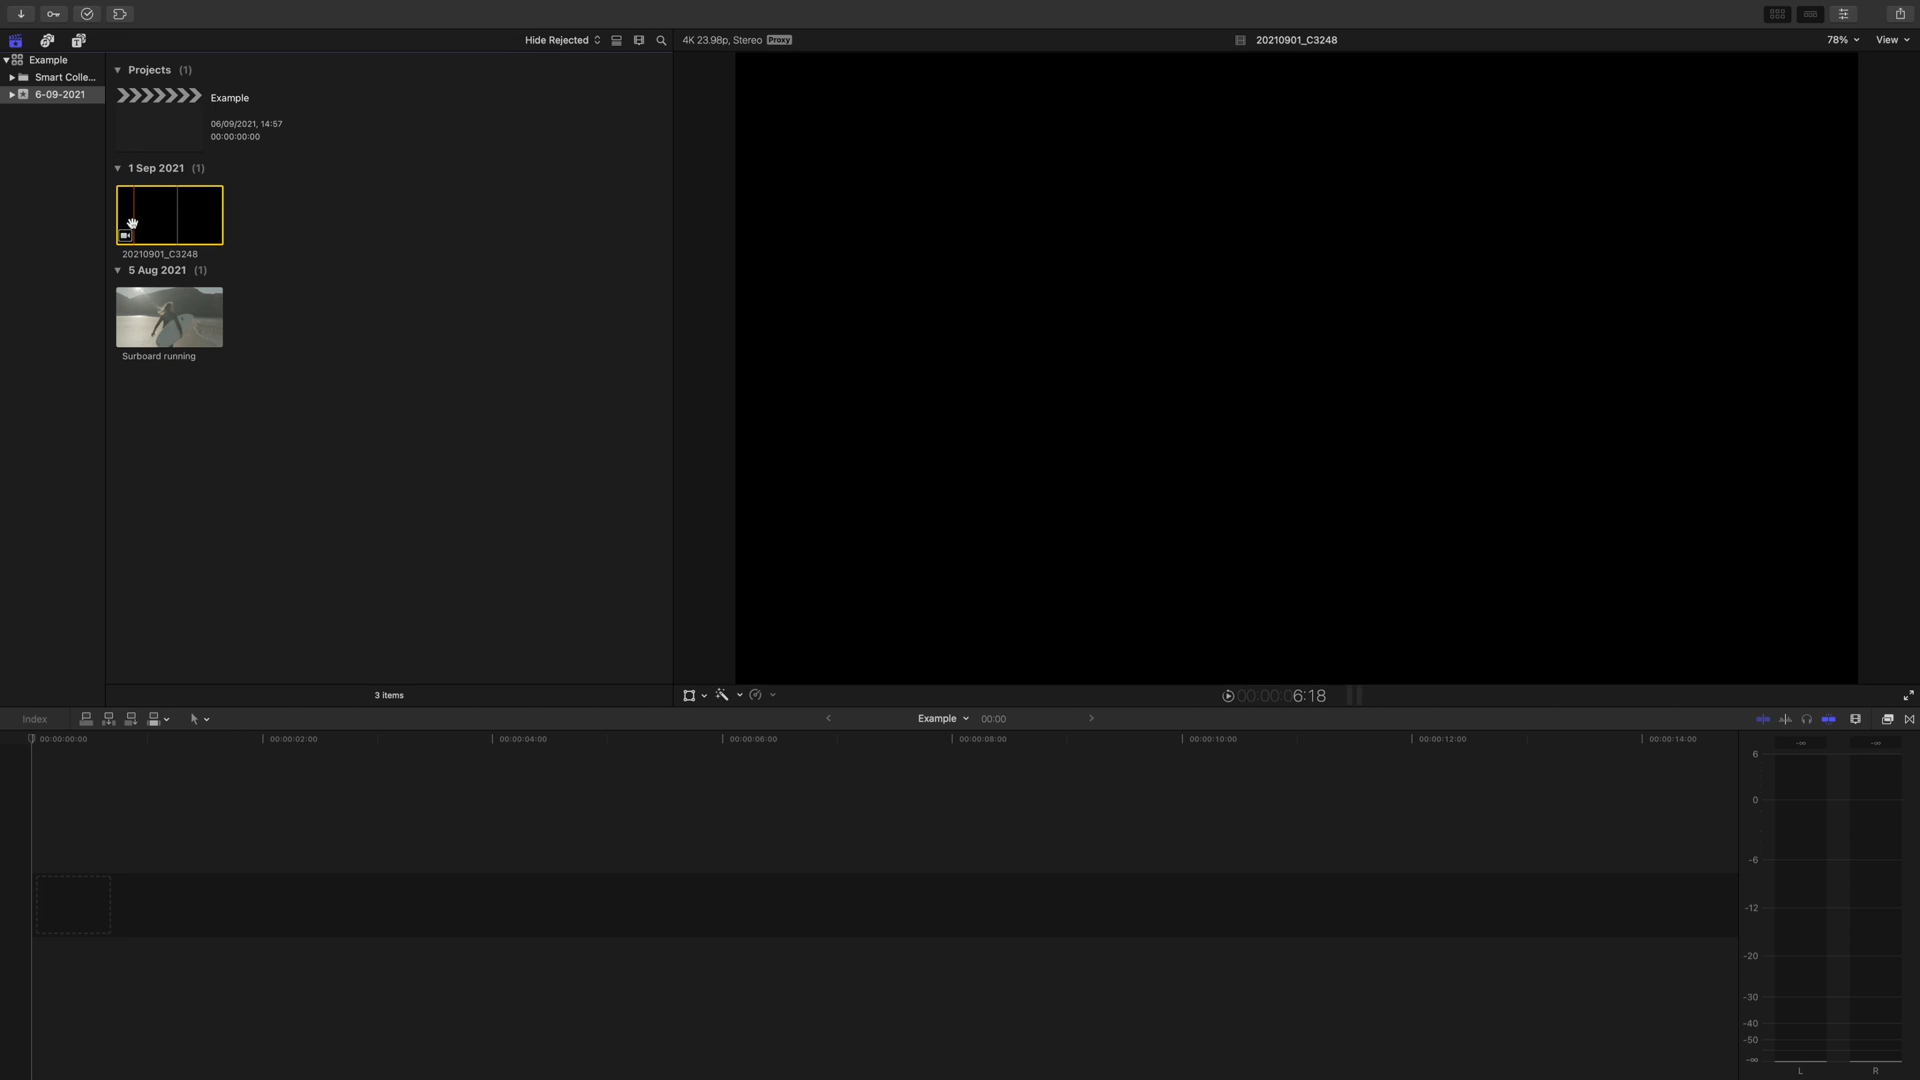 Hide Rejected
4K 23.98p, Stereo Proxy
20210901_C3248
78%
View
Example
Smart Colle...
6-09-2021
Projects (1)
Example
06/09/2021, 14:57
00:00:00:00
1 Sep 2021 (1)
20210901_C3248
5 Aug 2021 (1)
Surboard running
3 items
00:00:06:18
Index
Example
00:00
00:00:00:00
00:00:02:00
00:00:04:00
00:00:06:00
00:00:08:00
00:00:10:00
00:00:12:00
00:00:14:00
-∞ -∞
6
0
-6
-12
-20
-30
-40
-50
-∞
L R